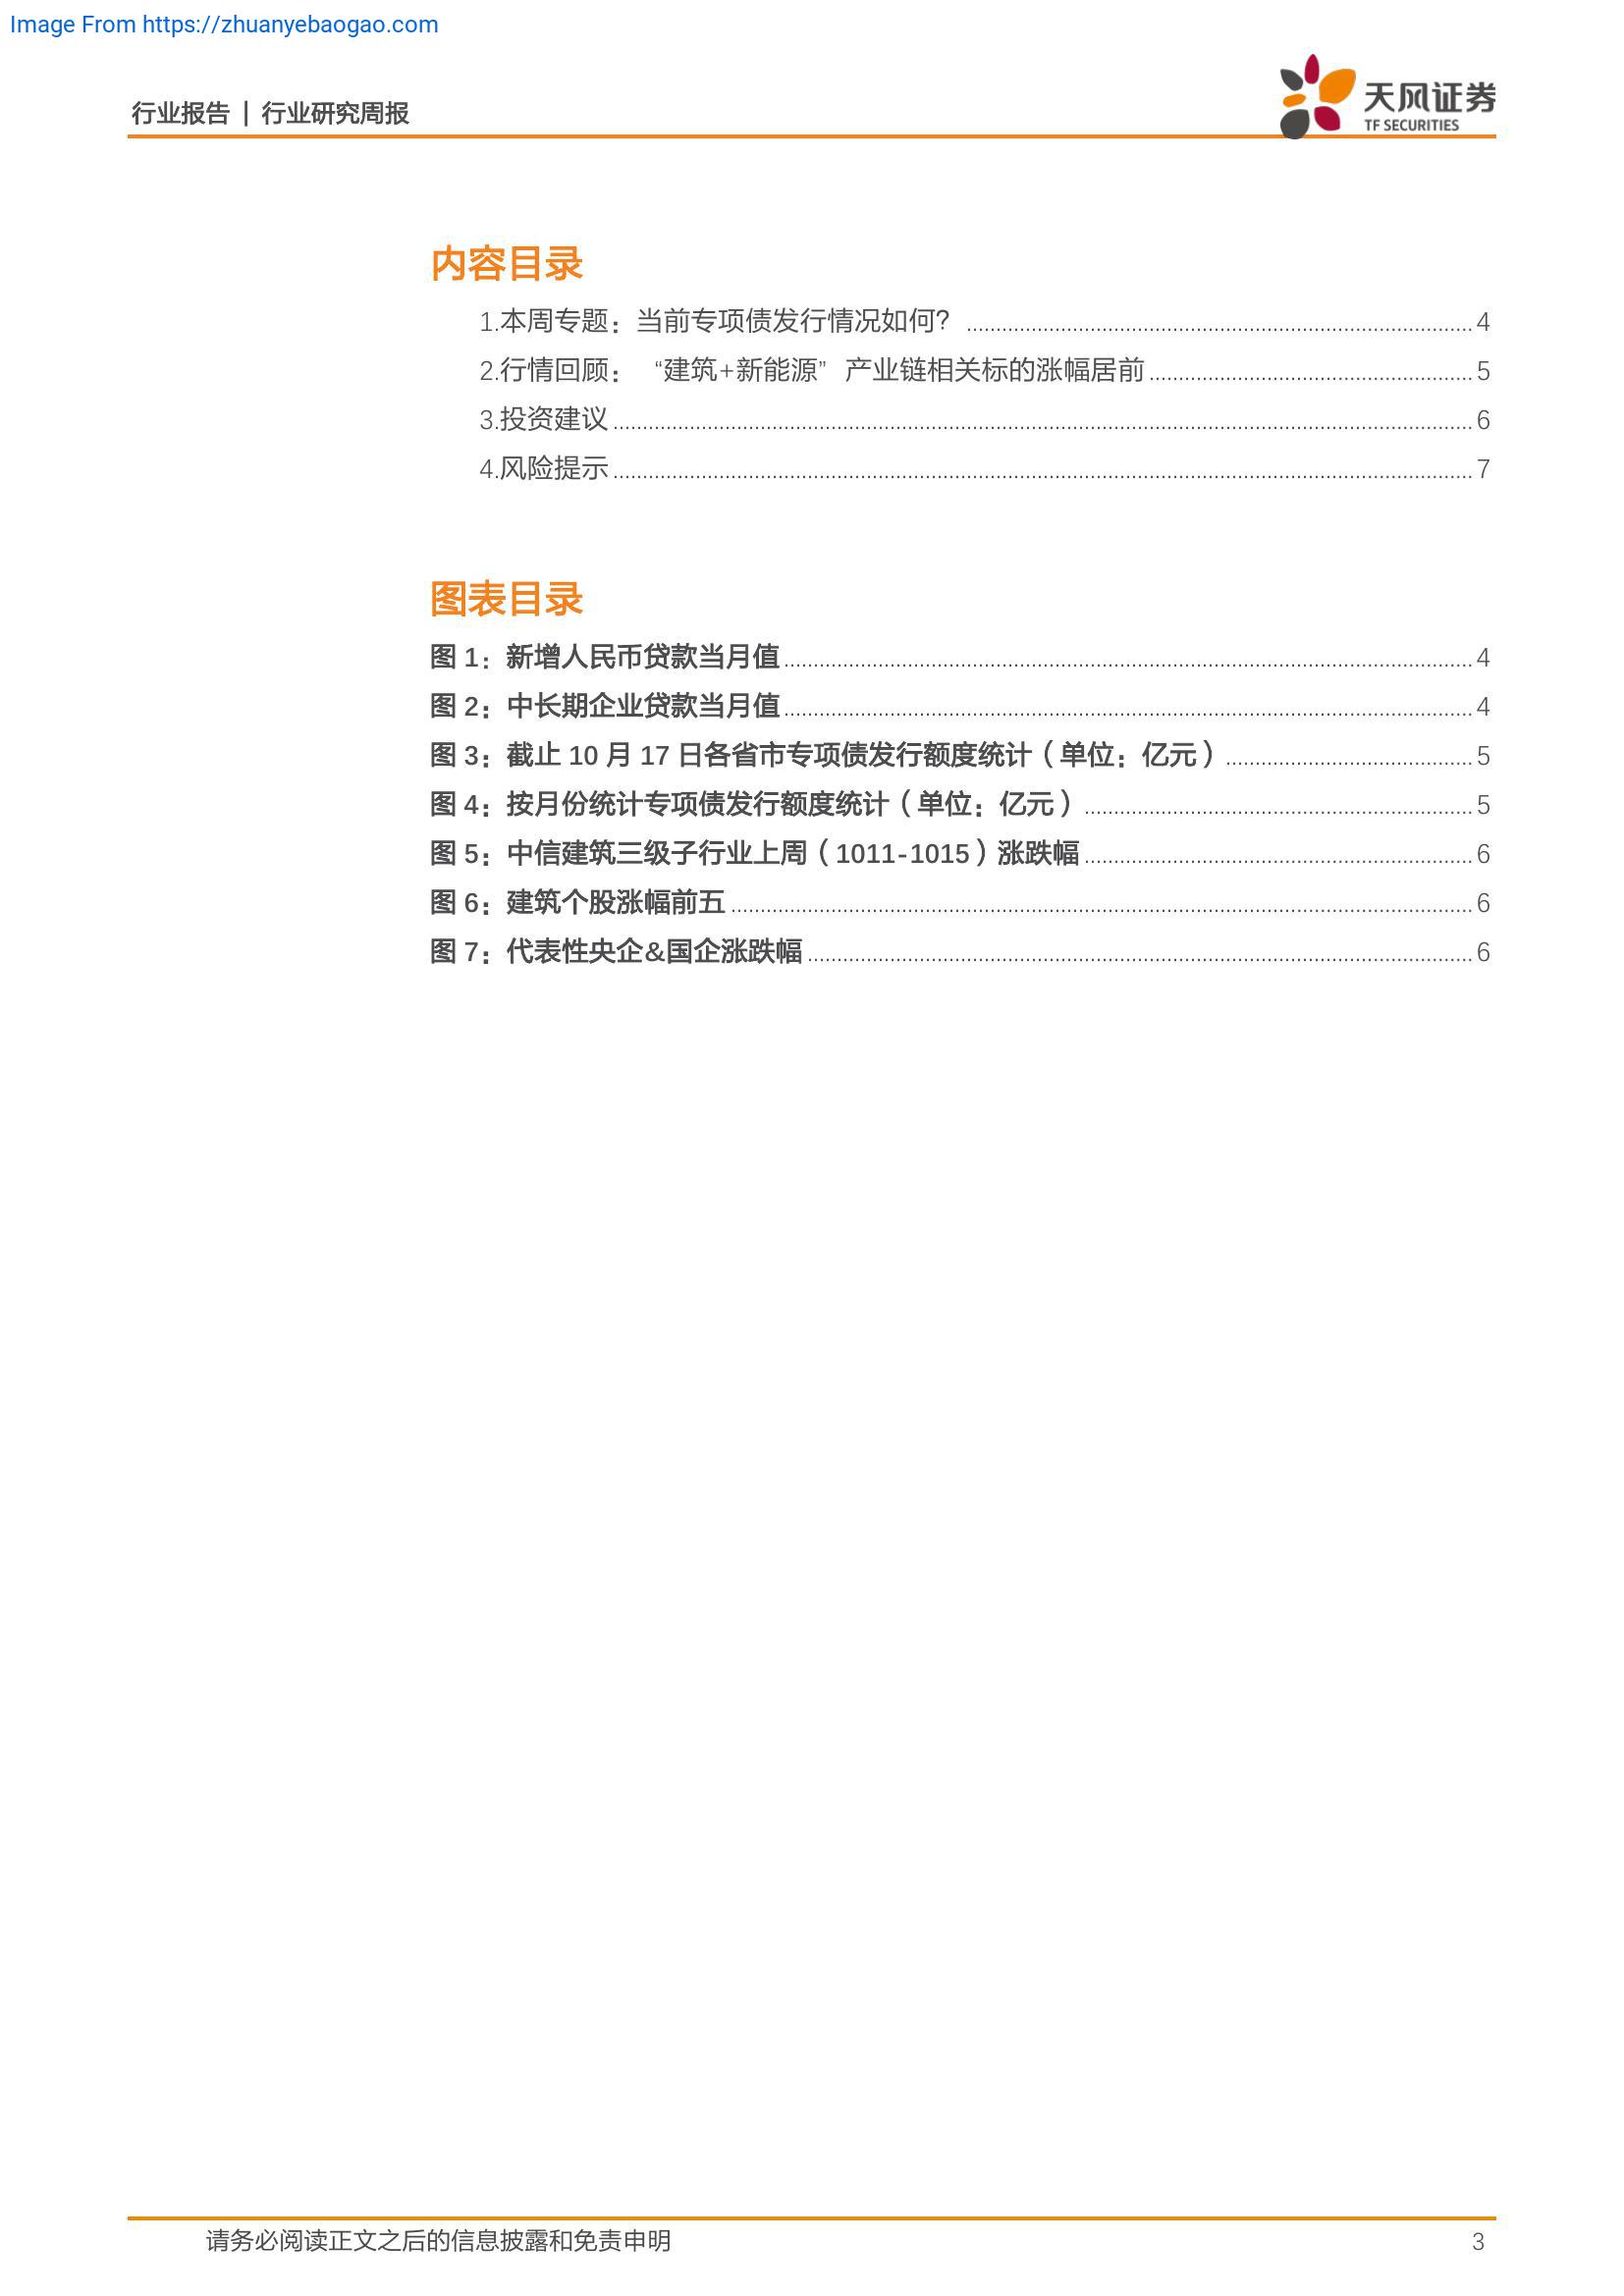 Image From https://zhuanyebaogao.com
行业报告 | 行业研究周报
天风证券
TF SECURITIES
内容目录
1.本周专题：当前专项债发行情况如何？ 4
2.行情回顾：“建筑+新能源”产业链相关标的涨幅居前 5
3.投资建议 6
4.风险提示 7
图表目录
图 1：新增人民币贷款当月值 4
图 2：中长期企业贷款当月值 4
图 3：截止 10 月 17 日各省市专项债发行额度统计（单位：亿元） 5
图 4：按月份统计专项债发行额度统计（单位：亿元） 5
图 5：中信建筑三级子行业上周（1011-1015）涨跌幅 6
图 6：建筑个股涨幅前五 6
图 7：代表性央企&国企涨跌幅 6
请务必阅读正文之后的信息披露和免责申明 3